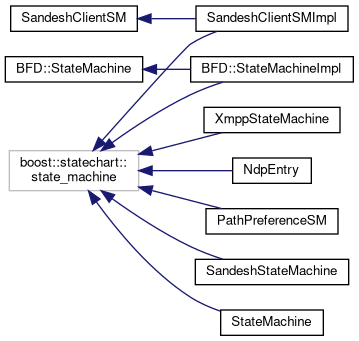 SandeshClientSM
SandeshClientSMImpl
BFD::StateMachine
BFD::StateMachineImpl
XmppStateMachine
boost::statechart::
state_machine
NdpEntry
PathPreferenceSM
SandeshStateMachine
StateMachine